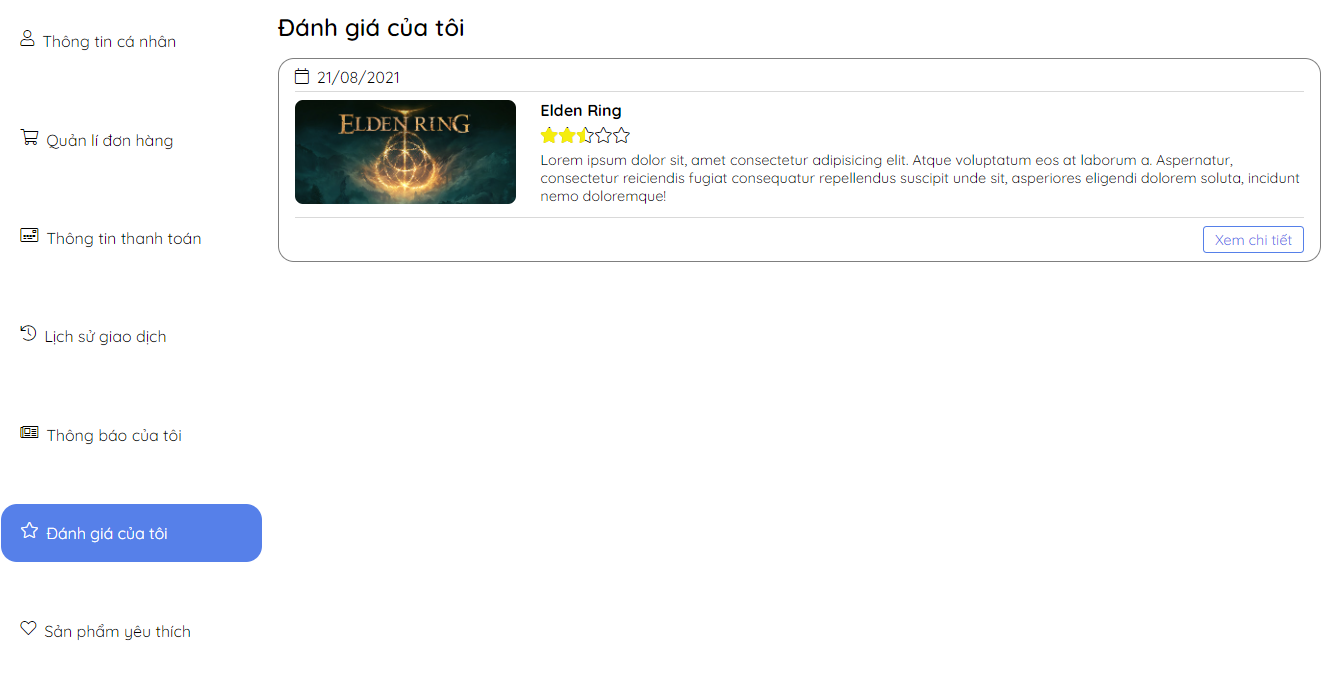 Thông tin cá nhân
Quản lí đơn hàng
Thông tin thanh toán
Lịch sử giao dịch
Thông báo của tôi
Đánh giá của tôi
Sản phẩm yêu thích
Đánh giá của tôi
21/08/2021
ELDEN RING
Elden Ring
Lorem ipsum dolor sit, amet consectetur adipisicing elit. Atque voluptatum eos at laborum a. Aspernatur,
consectetur reiciendis fugiat consequatur repellendus suscipit unde sit, asperiores eligendi dolorem soluta, incidunt
nemo doloremque!
Xem chi tiết